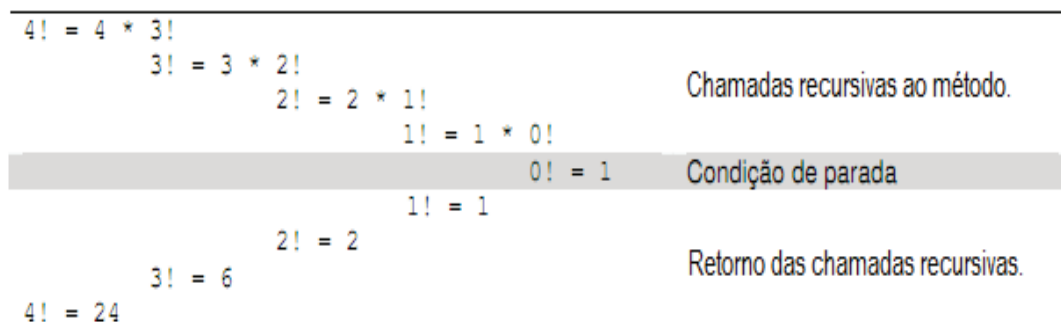 4! = 4 * 3!
3! = 3 * 2!
2! = 2 * 1!
Chamadas recursivas ao método.
1! = 1 * 0!
0! = 1 Condição de parada
1! = 1
2! = 2
Retorno das chamadas recursivas.
3! = 6
4! = 24